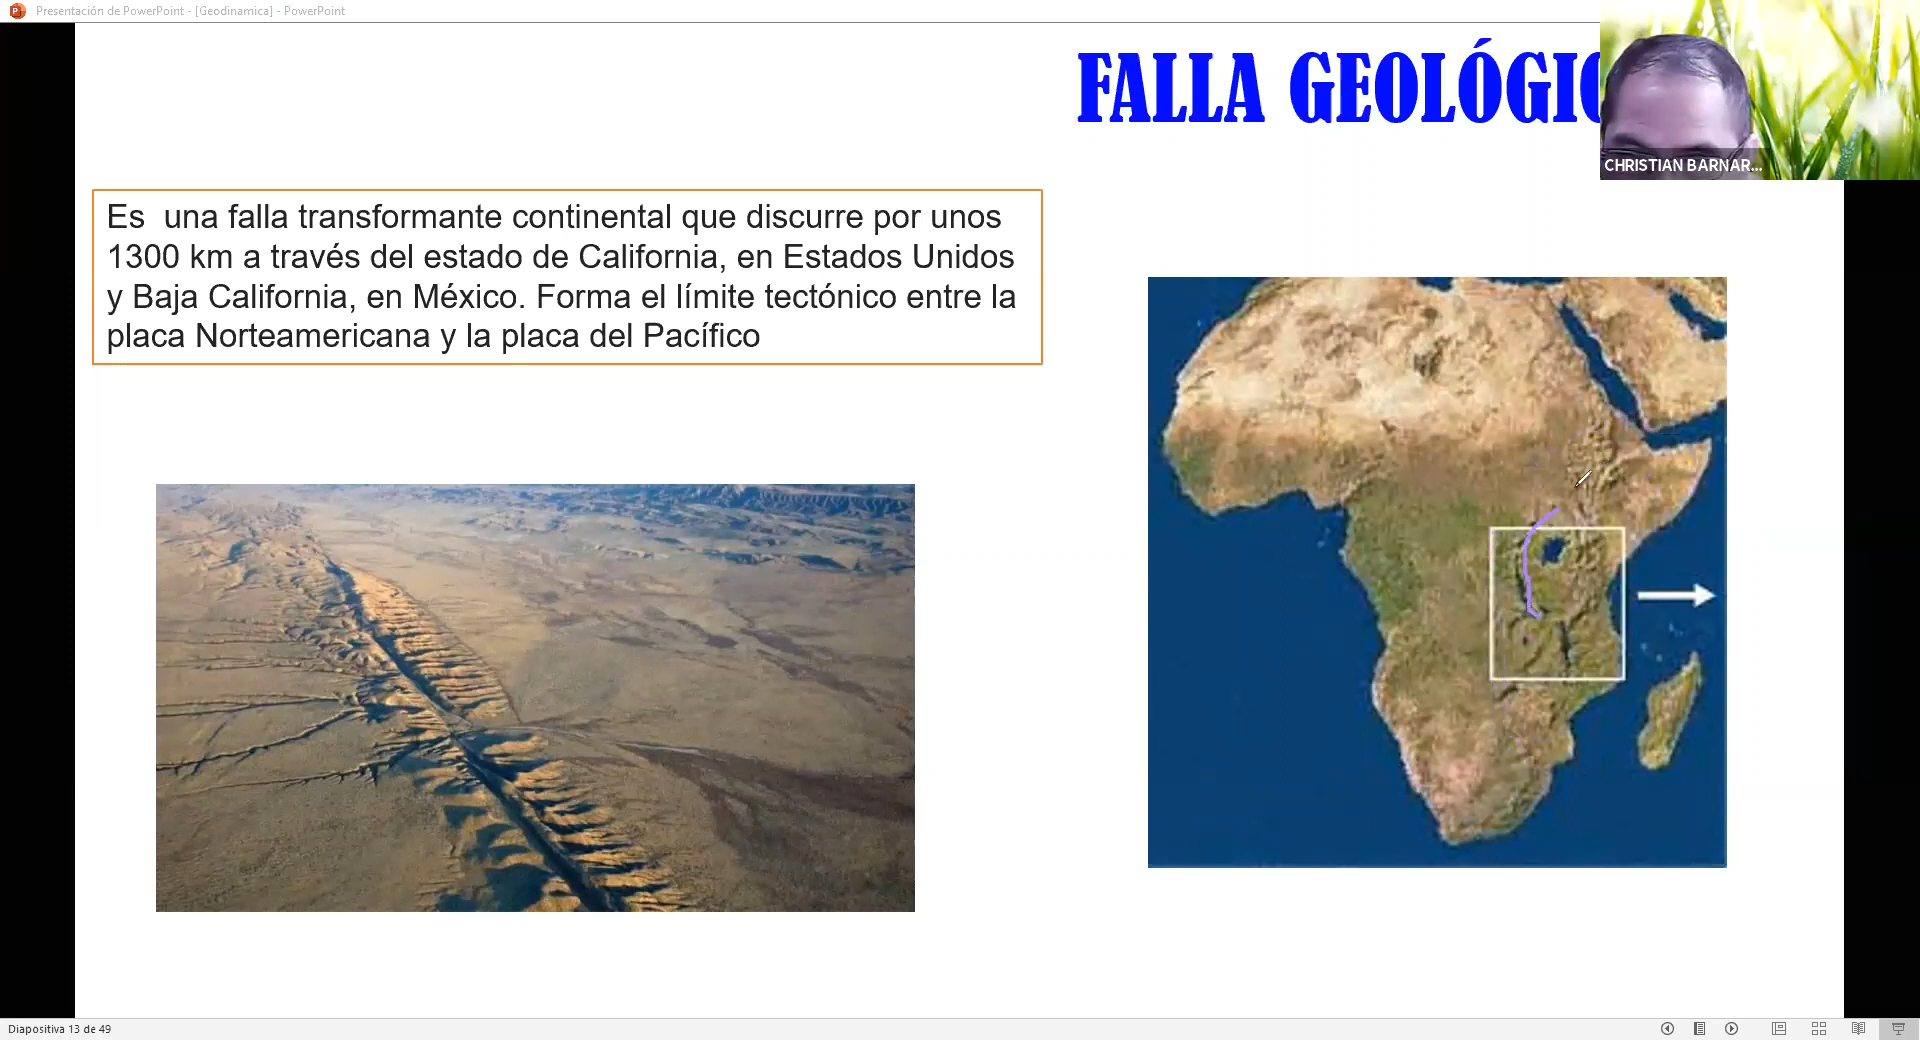 Presentación de PowerPoint - [Geodinamica] - PowerPoint
FALLA GEOLÓGIC
CHRISTIAN BARNAR...
Es una falla transformante continental que discurre por unos
1300 km a través del estado de California, en Estados Unidos
y Baja California, en México. Forma el límite tectónico entre la
placa Norteamericana y la placa del Pacífico
Diapositiva 13 de 49